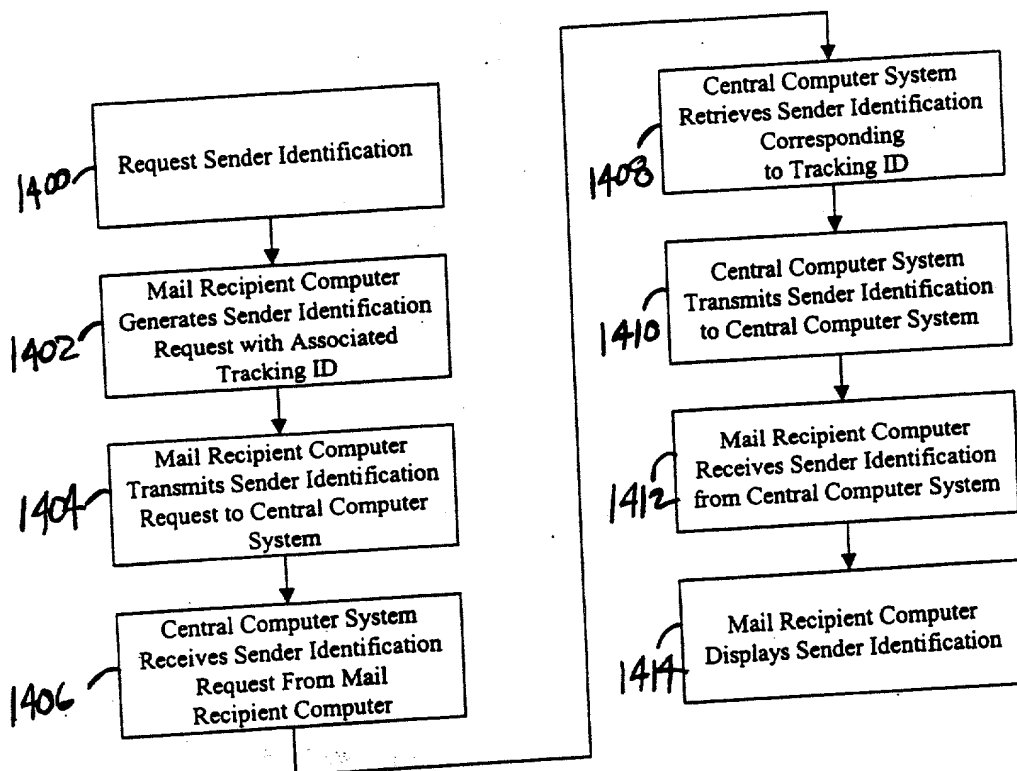 1400
Request Sender Identification
1402
Mail Recipient Computer
Generates Sender Identification
Request with Associated
Tracking ID
1404
Mail Recipient Computer
Transmits Sender Identification
Request to Central Computer
System
1406
Central Computer System
Receives Sender Identification
Request From Mail
Recipient Computer
1408
Central Computer System
Retrieves Sender Identification
Corresponding
to Tracking ID
1410
Central Computer System
Transmits Sender Identification
to Central Computer System
1412
Mail Recipient Computer
Receives Sender Identification
from Central Computer System
1414
Mail Recipient Computer
Displays Sender Identification